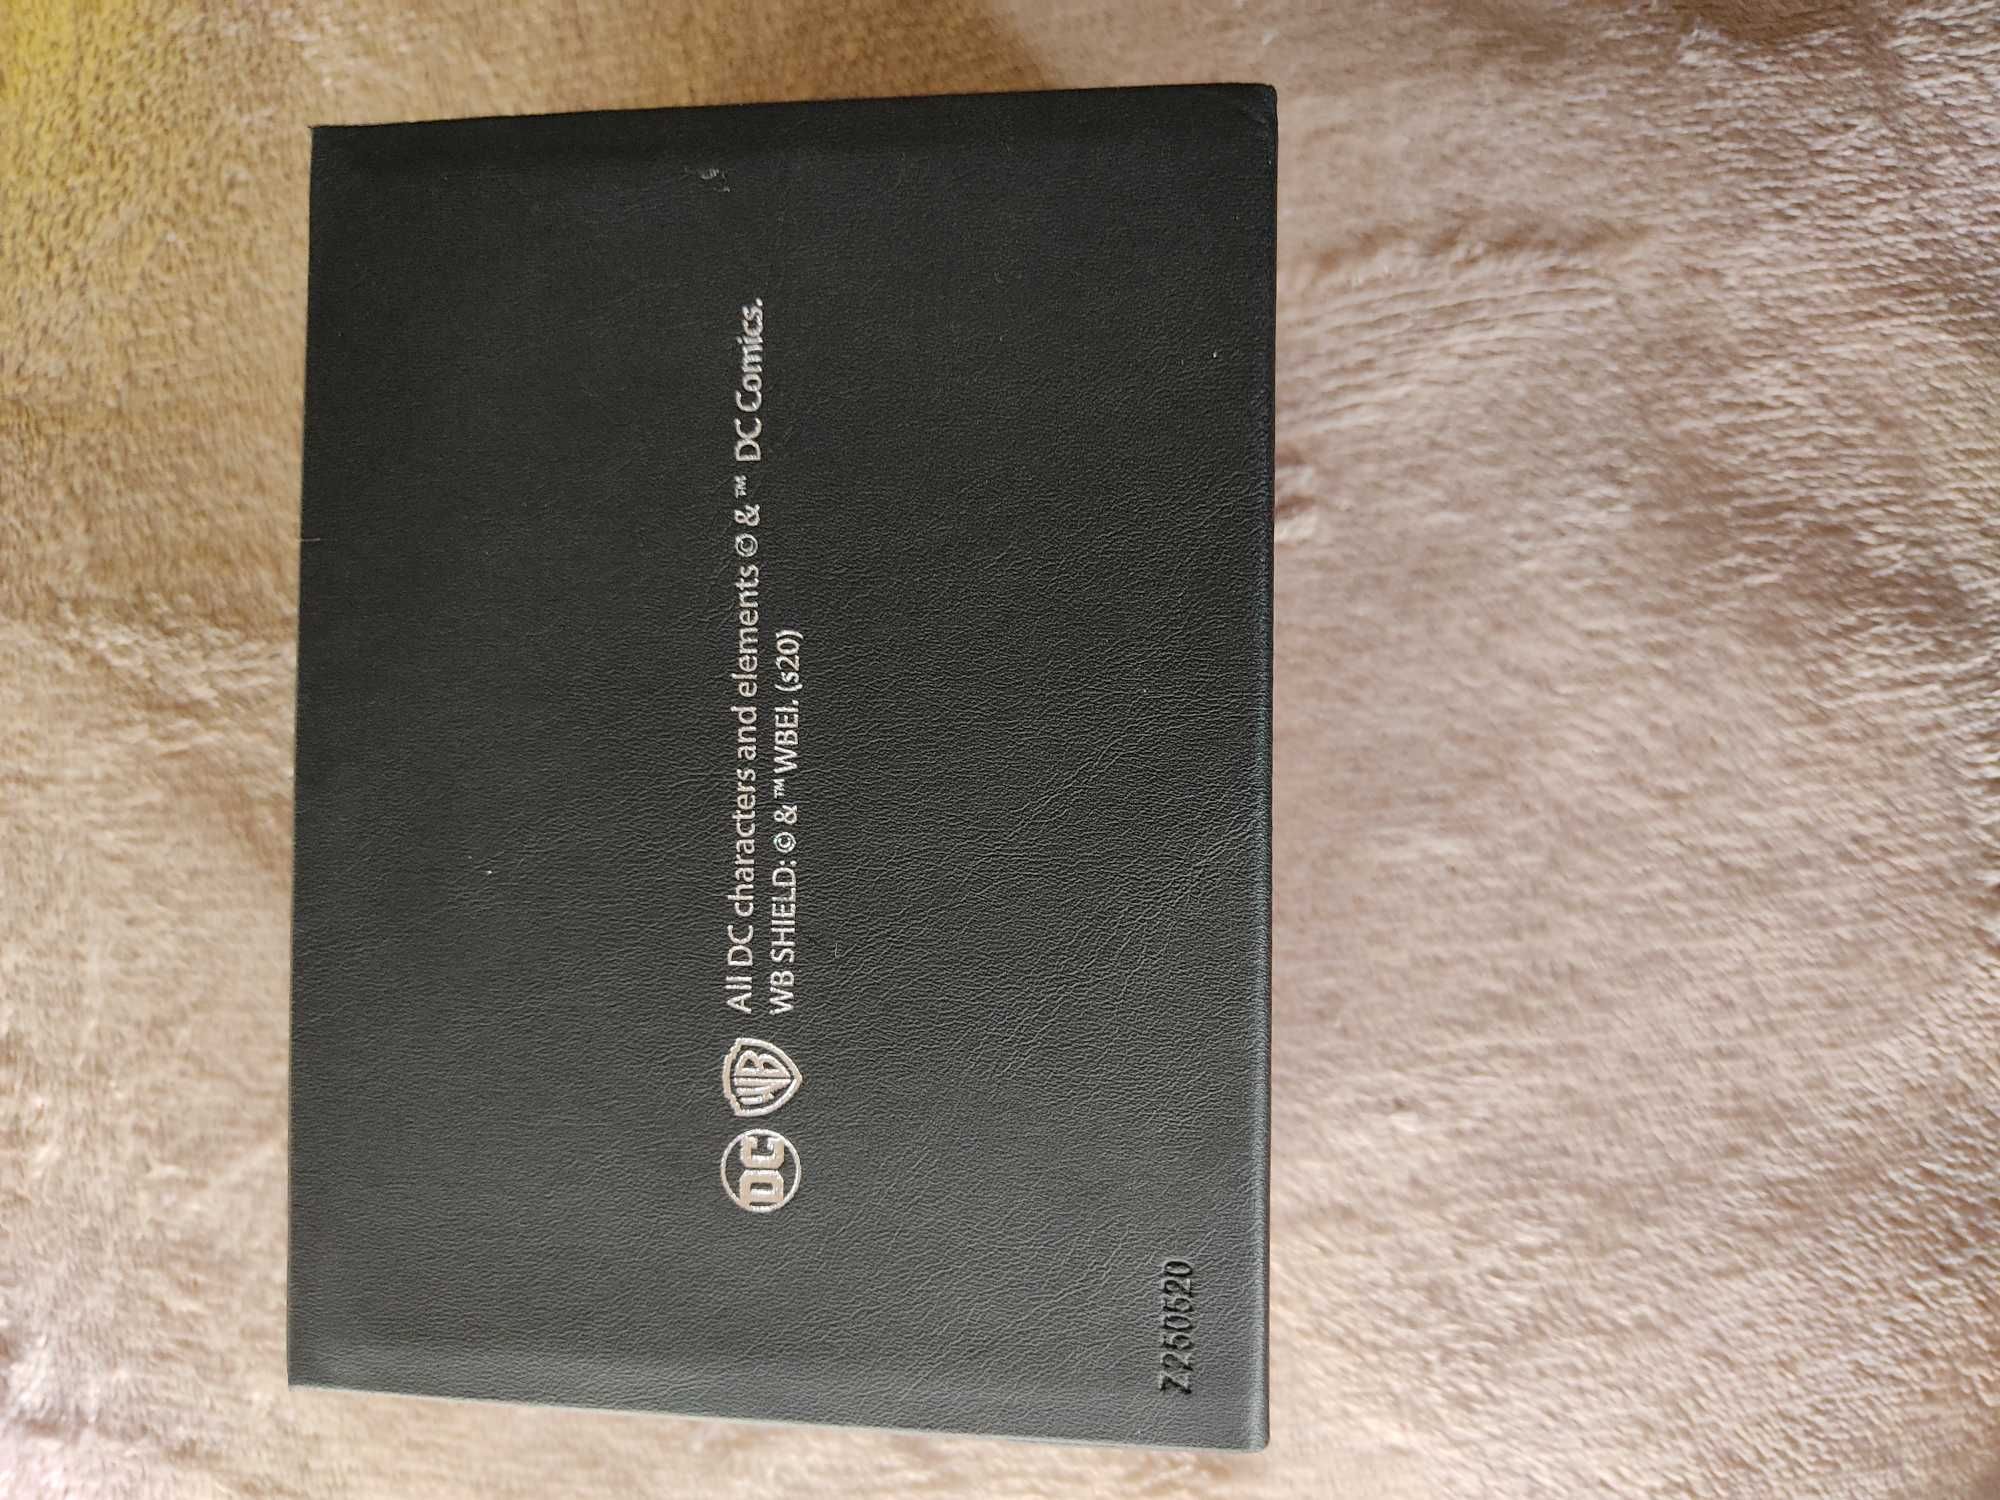 DC WB All DC characters and elements © & ™ DC Comics.
WB SHIELD: © & ™ WBEI. (s20)
Z250520